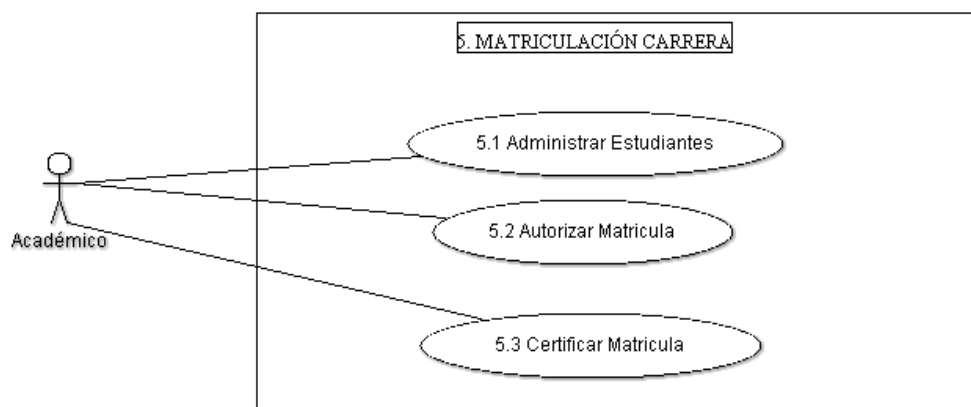 5. MATRICULACIÓN CARRERA
5.1 Administrar Estudiantes
5.2 Autorizar Matricula
Académico
5.3 Certificar Matricula